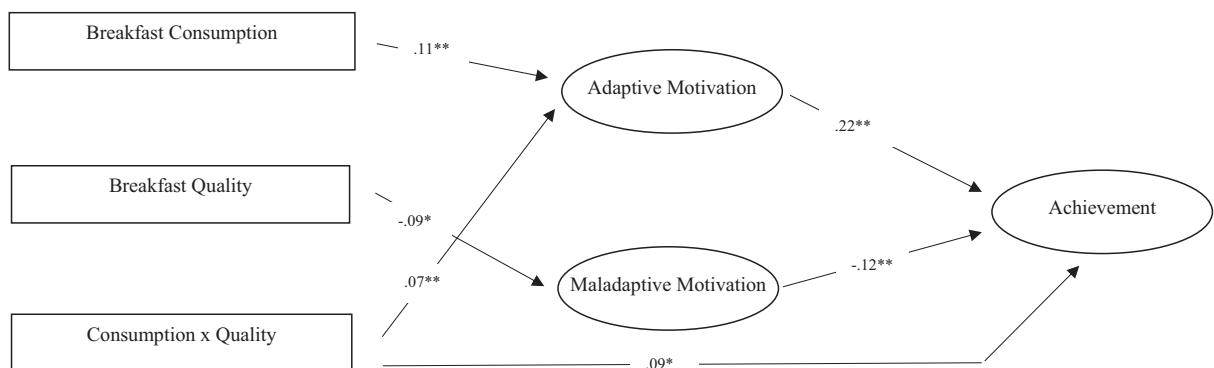 Breakfast Consumption
.11**
Adaptive Motivation
.22**
Breakfast Quality
-.09*
Achievement
.07**
Maladaptive Motivation
-.12**
Consumption x Quality
.09*